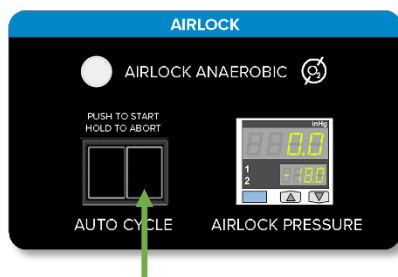 AIRLOCK
AIRLOCK ANAEROBIC O₂
PUSH TO START
HOLD TO ABORT
inHg
0.0
1
2
-18.0
AUTO CYCLE
AIRLOCK PRESSURE